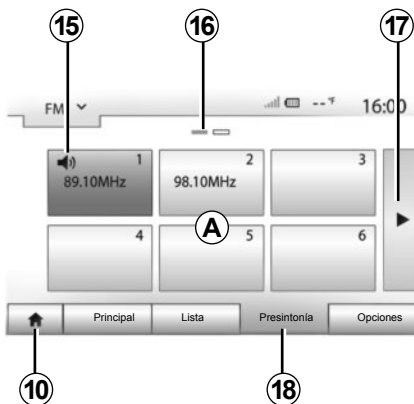 15 16 17
FM --°F 16:00
1 2 3
89.10MHz 98.10MHz
A
4 5 6
Principal Lista Presintonía Opciones
10 18